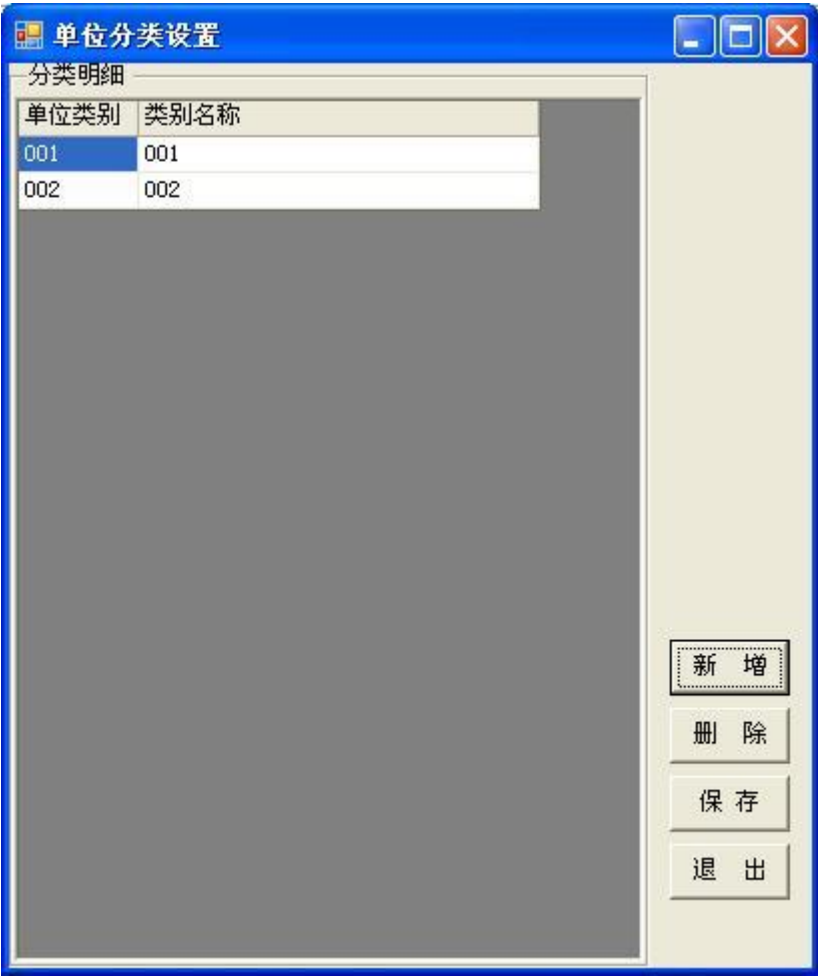 单位分类设置
分类明细
单位类别 类别名称
001 001
002 002
新 增
删 除
保 存
退 出